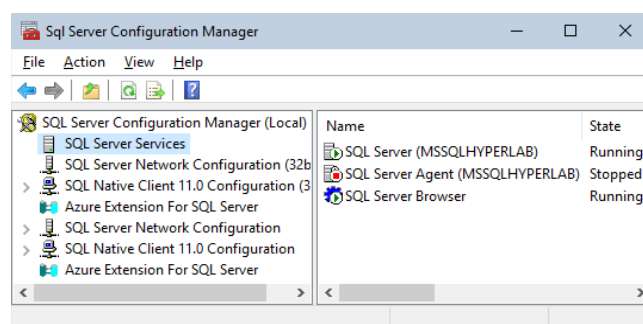 Sql Server Configuration Manager
File Action View Help
SQL Server Configuration Manager (Local)
SQL Server Services
SQL Server Network Configuration (32b
SQL Native Client 11.0 Configuration (3
Azure Extension For SQL Server
SQL Server Network Configuration
SQL Native Client 11.0 Configuration
Azure Extension For SQL Server
Name State
SQL Server (MSSQLHYPERLAB) Running
SQL Server Agent (MSSQLHYPERLAB) Stopped
SQL Server Browser Running